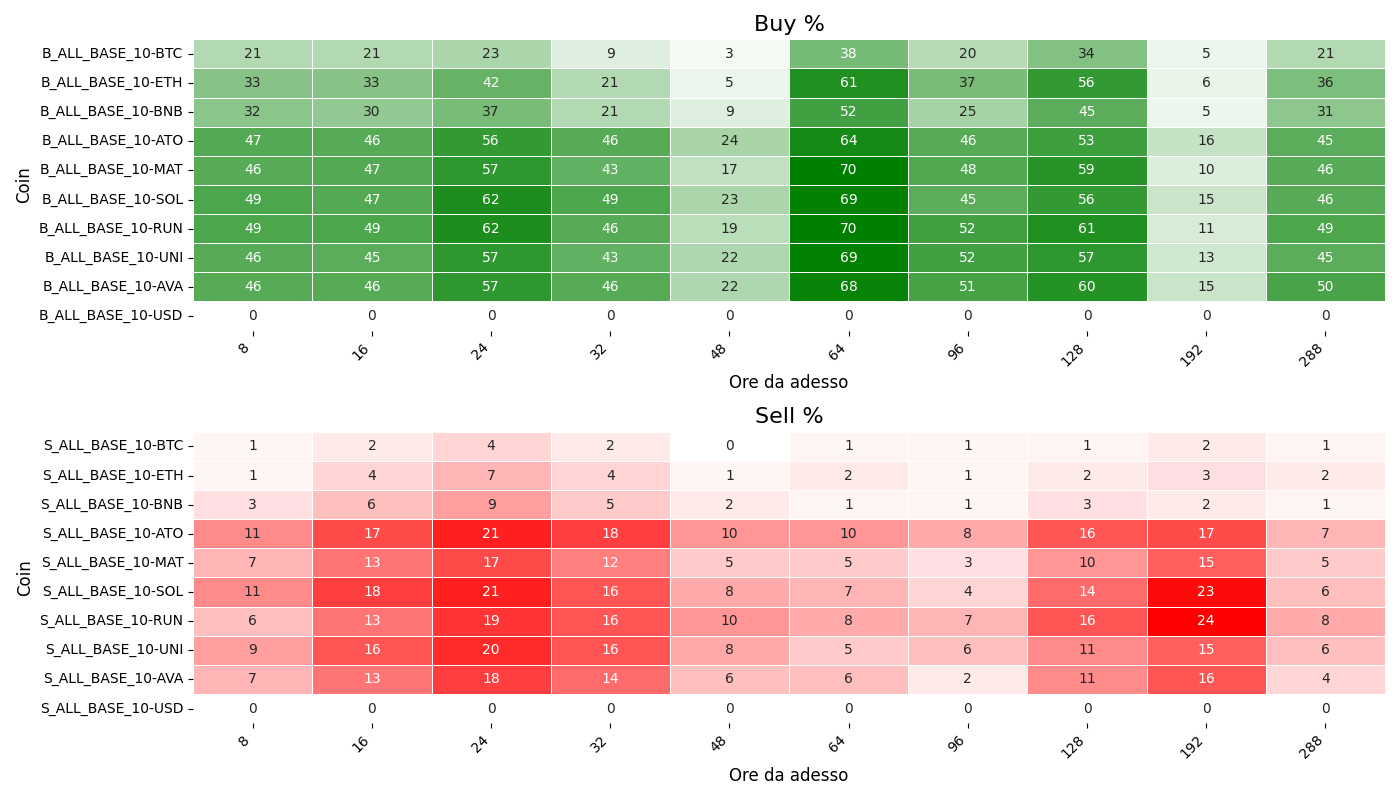 Buy %
Coin
B_ALL_BASE_10-BTC 21 21 23 9 3 38 20 34 5 21
B_ALL_BASE_10-ETH 33 33 42 21 5 61 37 56 6 36
B_ALL_BASE_10-BNB 32 30 37 21 9 52 25 45 5 31
B_ALL_BASE_10-ATO 47 46 56 46 24 64 46 53 16 45
B_ALL_BASE_10-MAT 46 47 57 43 17 70 48 59 10 46
B_ALL_BASE_10-SOL 49 47 62 49 23 69 45 56 15 46
B_ALL_BASE_10-RUN 49 49 62 46 19 70 52 61 11 49
B_ALL_BASE_10-UNI 46 45 57 43 22 69 52 57 13 45
B_ALL_BASE_10-AVA 46 46 57 46 22 68 51 60 15 50
B_ALL_BASE_10-USD 0 0 0 0 0 0 0 0 0 0
8 16 24 32 48 64 96 128 192 288
Ore da adesso
Sell %
Coin
S_ALL_BASE_10-BTC 1 2 4 2 0 1 1 1 2 1
S_ALL_BASE_10-ETH 1 4 7 4 1 2 1 2 3 2
S_ALL_BASE_10-BNB 3 6 9 5 2 1 1 3 2 1
S_ALL_BASE_10-ATO 11 17 21 18 10 10 8 16 17 7
S_ALL_BASE_10-MAT 7 13 17 12 5 5 3 10 15 5
S_ALL_BASE_10-SOL 11 18 21 16 8 7 4 14 23 6
S_ALL_BASE_10-RUN 6 13 19 16 10 8 7 16 24 8
S_ALL_BASE_10-UNI 9 16 20 16 8 5 6 11 15 6
S_ALL_BASE_10-AVA 7 13 18 14 6 6 2 11 16 4
S_ALL_BASE_10-USD 0 0 0 0 0 0 0 0 0 0
8 16 24 32 48 64 96 128 192 288
Ore da adesso